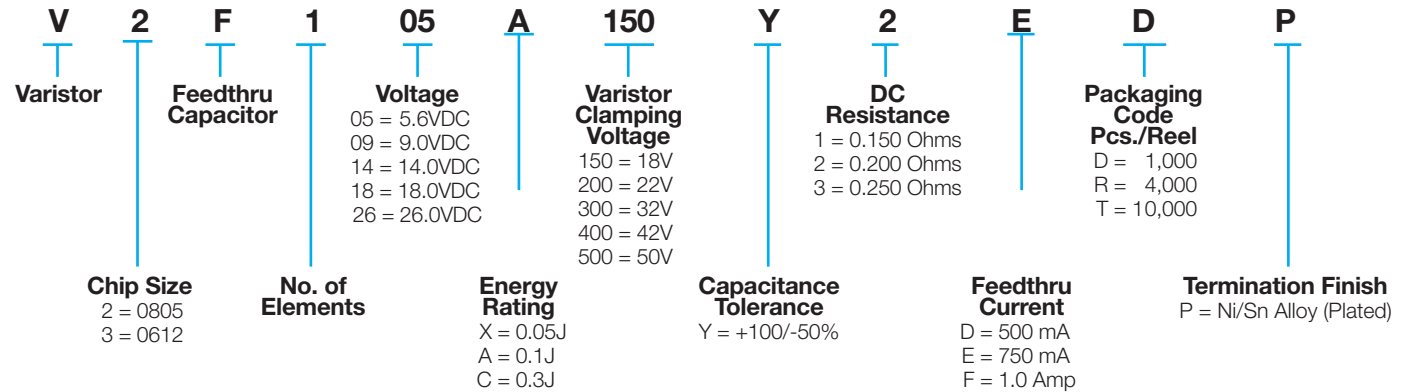 V 2 F 1 05 A 150 Y 2 E D P
Varistor
Feedthru
Capacitor
Voltage
05 = 5.6VDC
09 = 9.0VDC
14 = 14.0VDC
18 = 18.0VDC
26 = 26.0VDC
Varistor
Clamping
Voltage
150 = 18V
200 = 22V
300 = 32V
400 = 42V
500 = 50V
DC
Resistance
1 = 0.150 Ohms
2 = 0.200 Ohms
3 = 0.250 Ohms
Packaging
Code
Pcs./Reel
D = 1,000
R = 4,000
T = 10,000
Chip Size
2 = 0805
3 = 0612
No. of
Elements
Energy
Rating
X = 0.05J
A = 0.1J
C = 0.3J
Capacitance
Tolerance
Y = +100/-50%
Feedthru
Current
D = 500 mA
E = 750 mA
F = 1.0 Amp
Termination Finish
P = Ni/Sn Alloy (Plated)